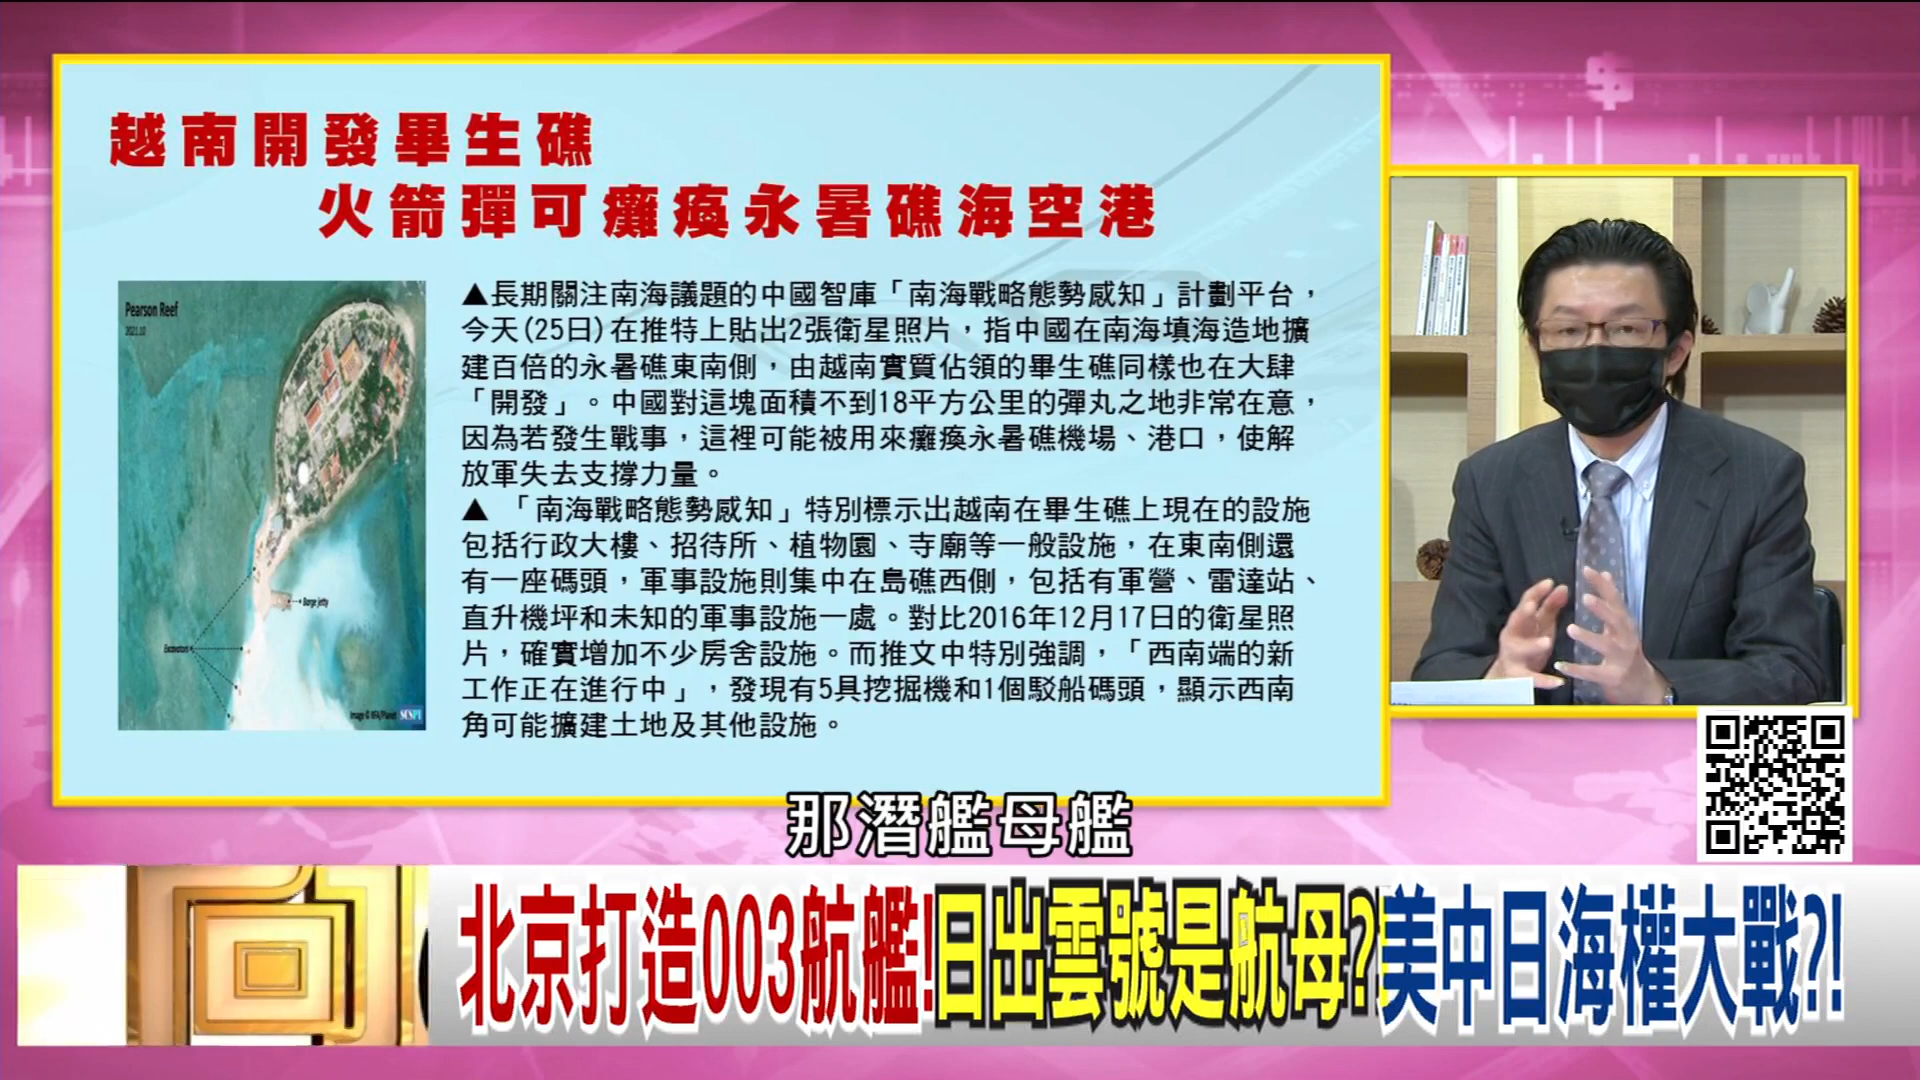 越南開發畢生礁
火箭彈可癱瘓永暑礁海空港
Pearson Reef
2021.10
Barge jetty
Excavators
Image © RFA/Planet
▲長期關注南海議題的中國智庫「南海戰略態勢感知」計劃平台，
今天(25日)在推特上貼出2張衛星照片，指中國在南海填海造地擴
建百倍的永暑礁東南側，由越南實質佔領的畢生礁同樣也在大肆
「開發」。中國對這塊面積不到18平方公里的彈丸之地非常在意，
因為若發生戰事，這裡可能被用來癱瘓永暑礁機場、港口，使解
放軍失去支撐力量。
▲ 「南海戰略態勢感知」特別標示出越南在畢生礁上現在的設施
包括行政大樓、招待所、植物園、寺廟等一般設施，在東南側還
有一座碼頭，軍事設施則集中在島礁西側，包括有軍營、雷達站、
直升機坪和未知的軍事設施一處。對比2016年12月17日的衛星照
片，確實增加不少房舍設施。而推文中特別強調，「西南端的新
工作正在進行中」，發現有5具挖掘機和1個駁船碼頭，顯示西南
角可能擴建土地及其他設施。
那潛艦母艦
北京打造003航艦!日出雲號是航母?美中日海權大戰?!